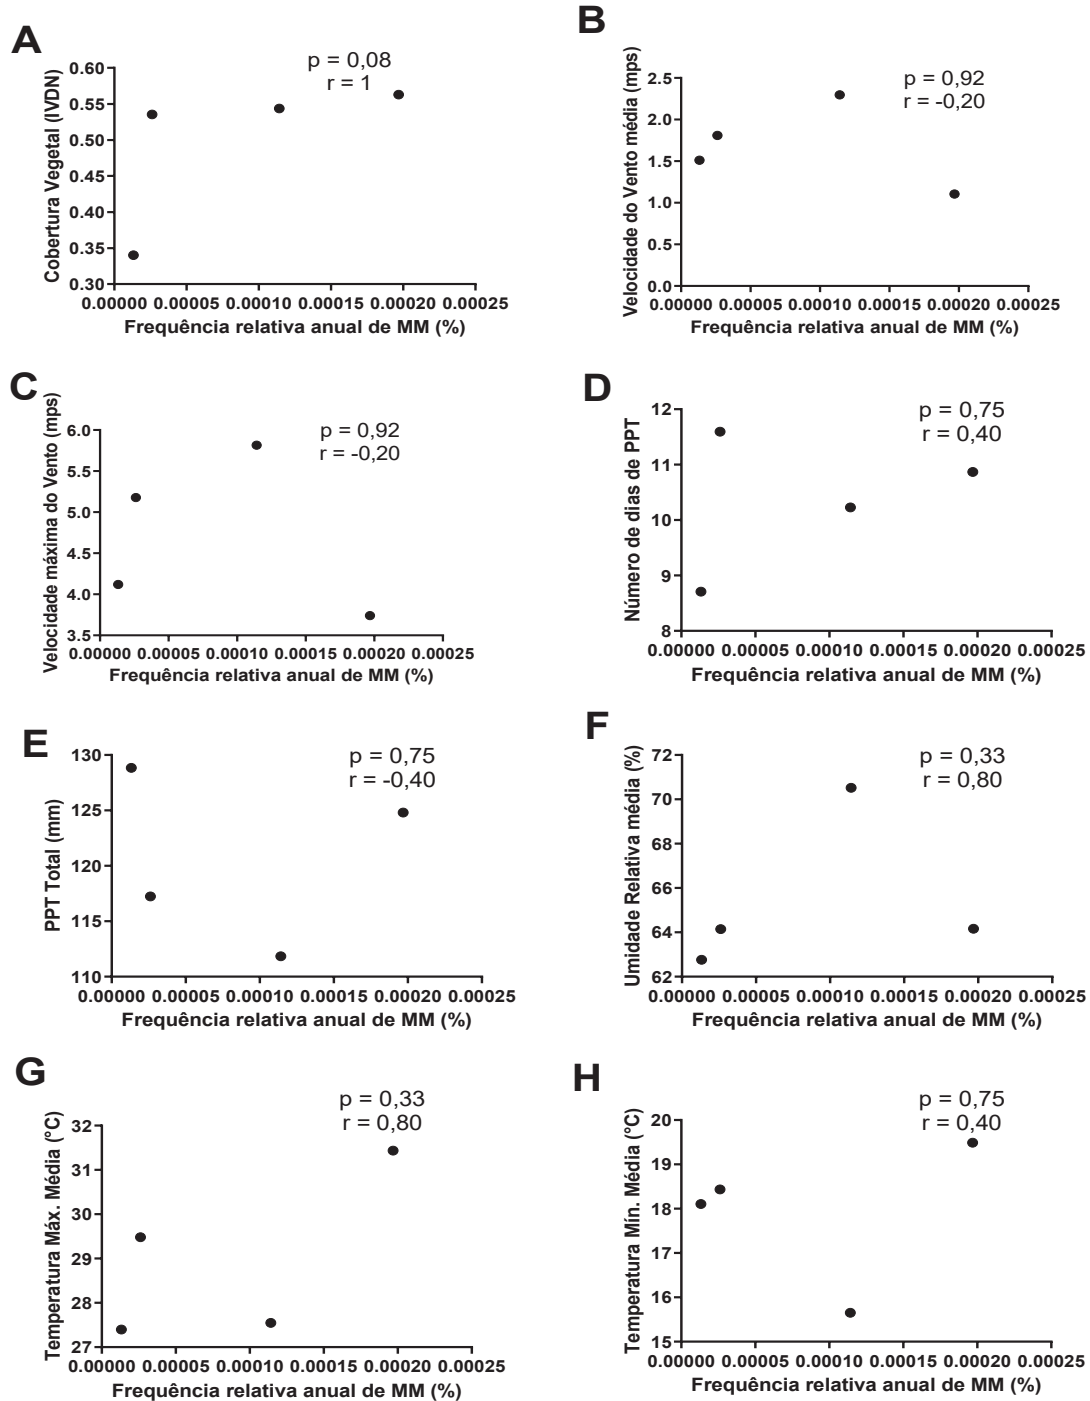 A
p = 0,08
r = 1
Cobertura Vegetal (IVDN)
0.60
0.55
0.50
0.45
0.40
0.35
0.30
0.00000 0.00005 0.00010 0.00015 0.00020 0.00025
Frequência relativa anual de MM (%)
B
p = 0,92
r = -0,20
Velocidade do Vento média (mps)
2.5
2.0
1.5
1.0
0.5
0.0
0.00000 0.00005 0.00010 0.00015 0.00020 0.00025
Frequência relativa anual de MM (%)
C
p = 0,92
r = -0,20
Velocidade máxima do Vento (mps)
6.0
5.5
5.0
4.5
4.0
3.5
0.00000 0.00005 0.00010 0.00015 0.00020 0.00025
Frequência relativa anual de MM (%)
D
p = 0,75
r = 0,40
Número de dias de PPT
12
11
10
9
8
0.00000 0.00005 0.00010 0.00015 0.00020 0.00025
Frequência relativa anual de MM (%)
E
p = 0,75
r = -0,40
PPT Total (mm)
130
125
120
115
110
0.00000 0.00005 0.00010 0.00015 0.00020 0.00025
Frequência relativa anual de MM (%)
F
p = 0,33
r = 0,80
Umidade Relativa média (%)
72
70
68
66
64
62
0.00000 0.00005 0.00010 0.00015 0.00020 0.00025
Frequência relativa anual de MM (%)
G
p = 0,33
r = 0,80
Temperatura Máx. Média (°C)
32
31
30
29
28
27
0.00000 0.00005 0.00010 0.00015 0.00020 0.00025
Frequência relativa anual de MM (%)
H
p = 0,75
r = 0,40
Temperatura Mín. Média (°C)
20
19
18
17
16
15
0.00000 0.00005 0.00010 0.00015 0.00020 0.00025
Frequência relativa anual de MM (%)